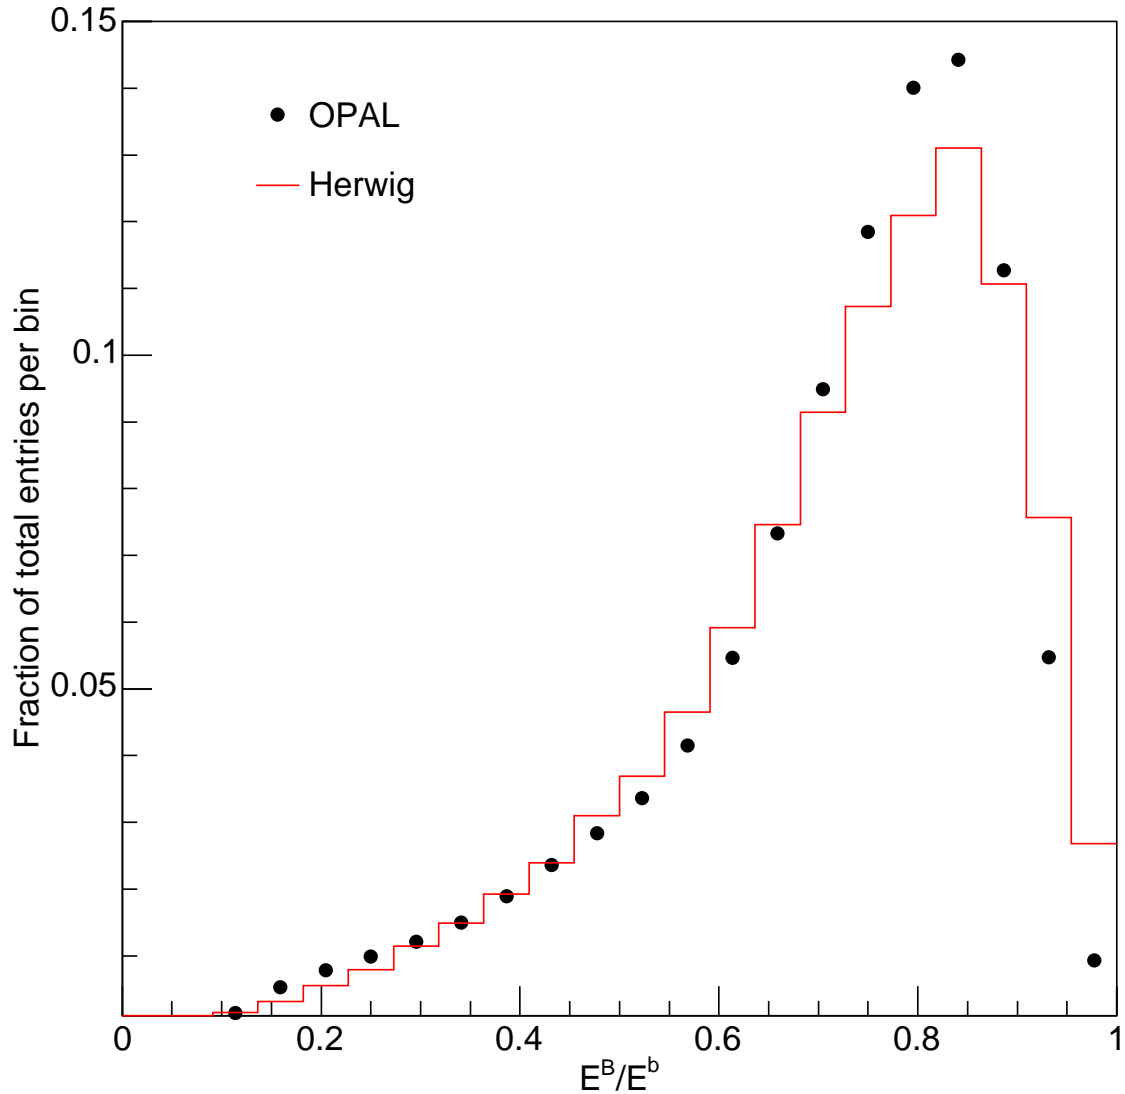 0.15
OPAL
Herwig
0.1
0.05
Fraction of total entries per bin
0 0.2 0.4 0.6 0.8 1
E^B/E^b